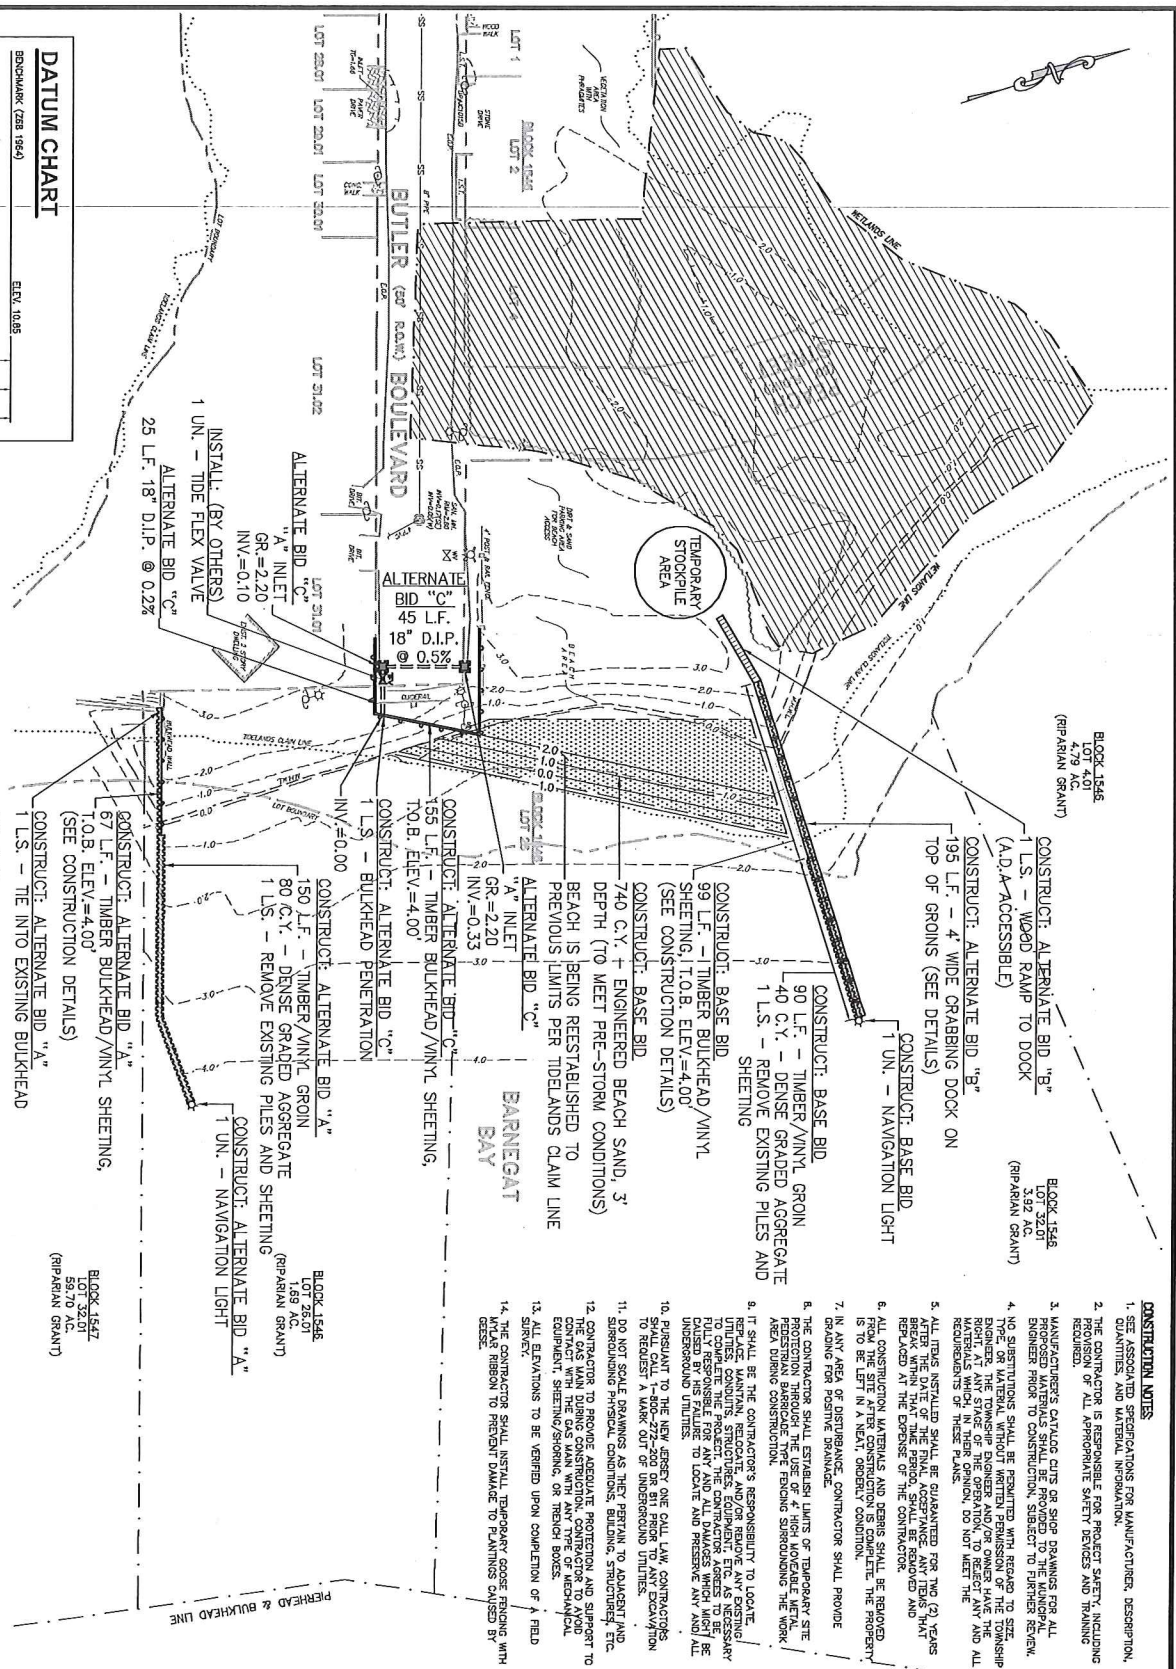 CONSTRUCTION NOTES
1. SEE ASSOCIATED SPECIFICATIONS FOR MANUFACTURER, DESCRIPTION,
QUANTITIES, AND MATERIAL INFORMATION.
2. THE CONTRACTOR IS RESPONSIBLE FOR PROJECT SAFETY, INCLUDING
PROVISION OF ALL APPROPRIATE SAFETY DEVICES AND TRAINING
REQUIRED.
3. MANUFACTURER'S CATALOG CUTS OR SHOP DRAWINGS FOR ALL
PROPOSED MATERIALS SHALL BE PROVIDED TO THE MUNICIPAL
ENGINEER PRIOR TO CONSTRUCTION, SUBJECT TO FURTHER REVIEW.
4. NO SUBSTITUTIONS SHALL BE PERMITTED WITH REGARD TO SIZE,
TYPE, OR MATERIAL WITHOUT WRITTEN PERMISSION OF THE TOWNSHIP
ENGINEER. THE TOWNSHIP ENGINEER AND/OR OWNER HAVE THE
RIGHT, AT ANY STAGE OF THE OPERATION, TO REJECT ANY AND ALL
MATERIALS WHICH, IN THEIR OPINION, DO NOT MEET THE
REQUIREMENTS OF THESE PLANS.
5. ALL ITEMS INSTALLED SHALL BE GUARANTEED FOR TWO (2) YEARS
AFTER THE DATE OF THE FINAL ACCEPTANCE. ANY ITEMS THAT
BREAK WITHIN THAT TIME PERIOD, SHALL BE REMOVED AND
REPLACED AT THE EXPENSE OF THE CONTRACTOR.
6. ALL CONSTRUCTION MATERIALS AND DEBRIS SHALL BE REMOVED
FROM THE SITE AFTER CONSTRUCTION IS COMPLETE. THE PROPERTY
IS TO BE LEFT IN A NEAT, ORDERLY CONDITION.
7. IN ANY AREA OF DISTURBANCE, CONTRACTOR SHALL PROVIDE
GRADING FOR POSITIVE DRAINAGE.
8. THE CONTRACTOR SHALL ESTABLISH LIMITS OF TEMPORARY SITE
PROTECTION THROUGH THE USE OF 4' HIGH MOVEABLE METAL
PEDESTRIAN BARRICADE TYPE FENCING SURROUNDING THE WORK
AREA DURING CONSTRUCTION.
9. IT SHALL BE THE CONTRACTOR'S RESPONSIBILITY TO LOCATE,
REPLACE, MAINTAIN, RELOCATE, AND/OR REMOVE ANY EXISTING
UTILITIES, CONDUITS, STRUCTURES, EQUIPMENT, ETC. AS NECESSARY
TO COMPLETE THE PROJECT. THE CONTRACTOR AGREES TO BE
FULLY RESPONSIBLE FOR ANY AND ALL DAMAGES WHICH MIGHT BE
CAUSED BY HIS FAILURE TO LOCATE AND PRESERVE ANY AND ALL
UNDERGROUND UTILITIES.
10. PURSUANT TO THE NEW JERSEY ONE CALL LAW, CONTRACTORS
SHALL CALL 1-800-272-200 OR 811 PRIOR TO ANY EXCAVATION
TO REQUEST A MARK OUT OF UNDERGROUND UTILITIES.
11. DO NOT SCALE DRAWINGS AS THEY PERTAIN TO ADJACENT AND
SURROUNDING PHYSICAL CONDITIONS, BUILDING, STRUCTURES, ETC.
12. CONTRACTOR TO PROVIDE ADEQUATE PROTECTION AND SUPPORT TO
THE GAS MAIN DURING CONSTRUCTION. CONTRACTOR TO AVOID
CONTACT WITH THE GAS MAIN WITH ANY TYPE OF MECHANICAL
EQUIPMENT, SHEETING/SHORING, OR TRENCH BOXES.
13. ALL ELEVATIONS TO BE VERIFIED UPON COMPLETION OF A FIELD
SURVEY.
14. THE CONTRACTOR SHALL INSTALL TEMPORARY GOOSE FENCING WITH
MYLAR RIBBON TO PREVENT DAMAGE TO PLANTINGS CAUSED BY
GEESE.
BLOCK 1546
LOT 4.01
4.79 AC.
(RIPARIAN GRANT)
BLOCK 1546
LOT 32.01
3.92 AC.
(RIPARIAN GRANT)
CONSTRUCT: ALTERNATE BID "B"
1 L.S. - WOOD RAMP TO DOCK
(A.D.A ACCESSIBLE)
CONSTRUCT: ALTERNATE BID "B"
195 L.F. - 4' WIDE CRABBING DOCK ON
TOP OF GROINS (SEE DETAILS)
CONSTRUCT: BASE BID
1 UN. - NAVIGATION LIGHT
CONSTRUCT: BASE BID
90 L.F. - TIMBER/VINYL GROIN
40 C.Y. - DENSE GRADED AGGREGATE
1 L.S. - REMOVE EXISTING PILES AND
SHEETING
CONSTRUCT: BASE BID
99 L.F. - TIMBER BULKHEAD/VINYL
SHEETING, T.O.B. ELEV.=4.00'
(SEE CONSTRUCTION DETAILS)
CONSTRUCT: BASE BID
740 C.Y. - ENGINEERED BEACH SAND, 3'
DEPTH (TO MEET PRE-STORM CONDITIONS)
BEACH IS BEING REESTABLISHED TO
PREVIOUS LIMITS PER TIDELANDS CLAIM LINE
ALTERNATE BID "C"
"A" INLET
GR.=2.20
INV.=0.33
CONSTRUCT: ALTERNATE BID "C"
155 L.F. - TIMBER BULKHEAD/VINYL SHEETING,
T.O.B. ELEV.=4.00'
CONSTRUCT: ALTERNATE BID "C"
1 L.S. - BULKHEAD PENETRATION
INV.=0.00
BARNEGAT
BAY
CONSTRUCT: ALTERNATE BID "A"
150 L.F. - TIMBER/VINYL GROIN
80 C.Y. - DENSE GRADED AGGREGATE
1 L.S. - REMOVE EXISTING PILES AND SHEETING
CONSTRUCT: ALTERNATE BID "A"
1 UN. - NAVIGATION LIGHT
CONSTRUCT: ALTERNATE BID "A"
67 L.F. - TIMBER BULKHEAD/VINYL SHEETING,
T.O.B. ELEV.=4.00'
(SEE CONSTRUCTION DETAILS)
CONSTRUCT: ALTERNATE BID "A"
1 L.S. - TIE INTO EXISTING BULKHEAD
BLOCK 1546
LOT 26.01
1.69 AC.
(RIPARIAN GRANT)
BLOCK 1547
LOT 32.01
59.70 AC.
(RIPARIAN GRANT)
PIERHEAD & BULKHEAD LINE
TEMPORARY
STOCKPILE
AREA
ALTERNATE
BID "C"
45 L.F.
18" D.I.P.
@ 0.5%
ALTERNATE BID "C"
"A" INLET
GR.=2.20
INV.=0.10
INSTALL: (BY OTHERS)
1 UN. - TIDE FLEX VALVE
ALTERNATE BID "C"
25 L.F. 18" D.I.P. @ 0.2%
BUTLER (50' R.O.W.) BOULEVARD
LOT 1
LOT 2
LOT 28.01
LOT 29.01
LOT 30.01
LOT 31.02
LOT 31.01
WETLANDS LINE
WETLANDS LINE
TIDELANDS CLAIM LINE
TIDELANDS CLAIM LINE
TIDELANDS CLAIM LINE
LOT BOUNDARY
LOT BOUNDARY
VEGETATION
AREA
WITH
PHRAGMITES
DIRT & SAND
PARKING AREA
FOR BEACH
ACCESS
BEACH
AREA
DATUM CHART
BENCHMARK (ZGB 1964)
ELEV. 10.85